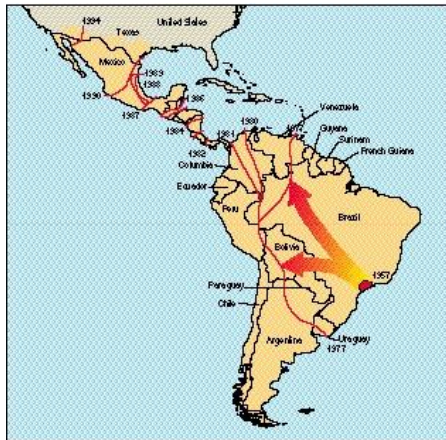 1994
United States
Texas
Mexico
1989
1988
1986
1990
1987
1984
1982
1981
1980
Venezuela
Guyana
Surinam
French Guiana
Columbia
Ecuador
Peru
Brazil
Bolivia
1957
Paraguay
Chile
Uruguay
1977
Argentina